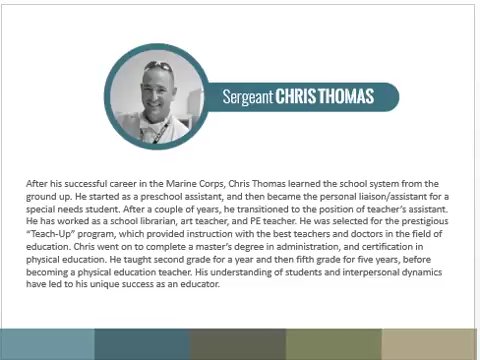 Sergeant CHRIS THOMAS
After his successful career in the Marine Corps, Chris Thomas learned the school system from the
ground up. He started as a preschool assistant, and then became the personal liaison/assistant for a
special needs student. After a couple of years, he transitioned to the position of teacher's assistant.
He has worked as a school librarian, art teacher, and PE teacher. He was selected for the prestigious
“Teach-Up” program, which provided instruction with the best teachers and doctors in the field of
education. Chris went on to complete a master's degree in administration, and certification in
physical education. He taught second grade for a year and then fifth grade for five years, before
becoming a physical education teacher. His understanding of students and interpersonal dynamics
have led to his unique success as an educator.